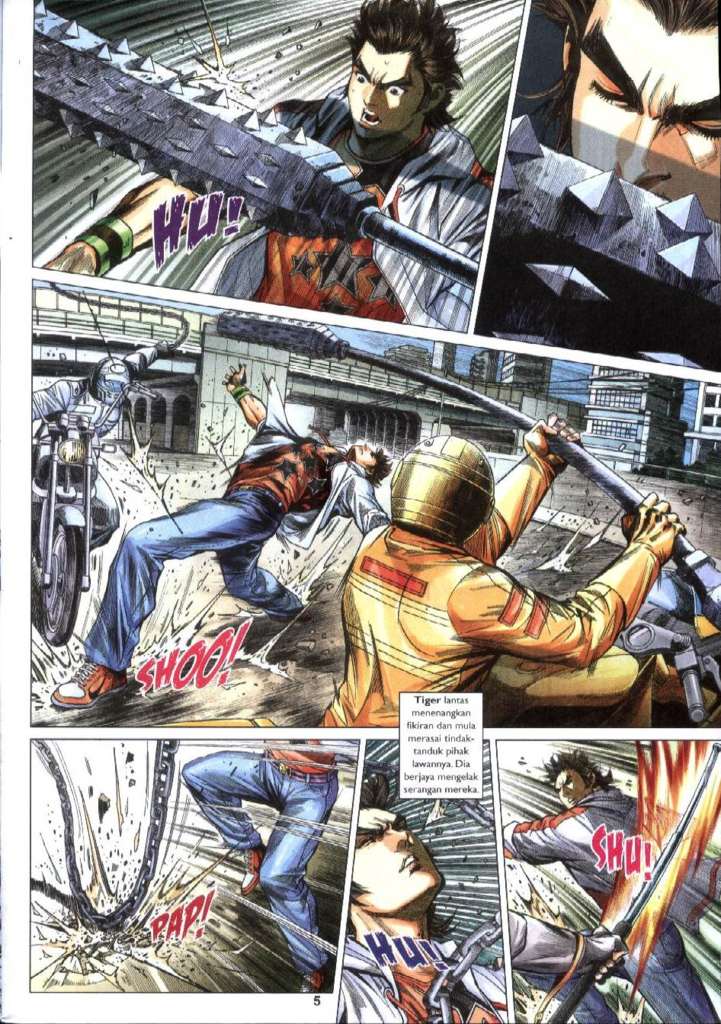 HU!
SHOO!
Tiger lantas
menenangkan
fikiran dan mula
merasai tindak-
tanduk pihak
lawannya. Dia
berjaya mengelak
serangan mereka.
PAP!
HU!
SHU!
5